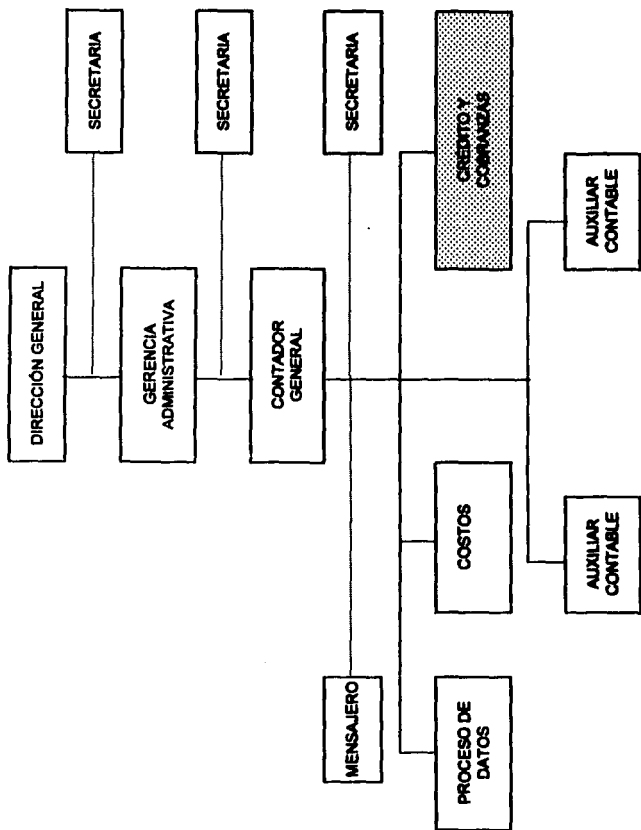 DIRECCIÓN GENERAL
SECRETARIA
GERENCIA
ADMINISTRATIVA
SECRETARIA
CONTADOR
GENERAL
MENSAJERO
SECRETARIA
PROCESO DE
DATOS
COSTOS
CREDITO Y
COBRANZAS
AUXILIAR
CONTABLE
AUXILIAR
CONTABLE